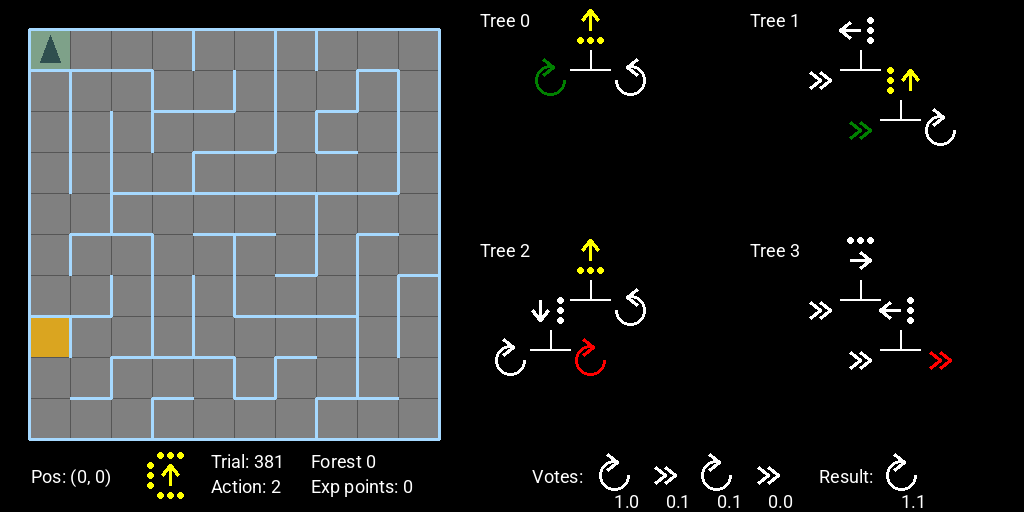 Tree 0
Tree 1
Tree 2
Tree 3
Pos: (0, 0)
Trial: 381
Forest 0
Action: 2
Exp points: 0
Votes:
1.0
0.1
0.1
0.0
Result:
1.1